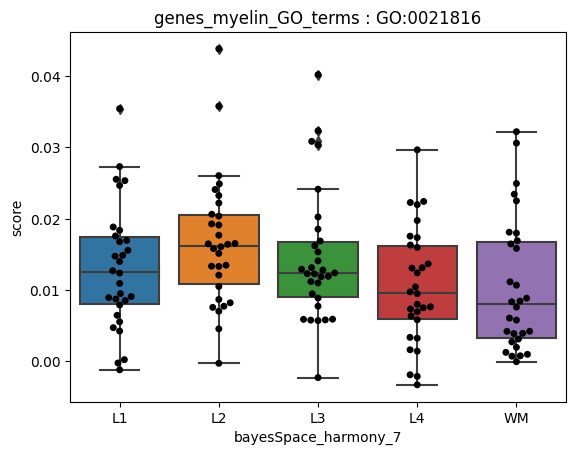 genes_myelin_GO_terms : GO:0021816
0.04
0.03
0.02
0.01
0.00
score
L1 L2 L3 L4 WM
bayesSpace_harmony_7